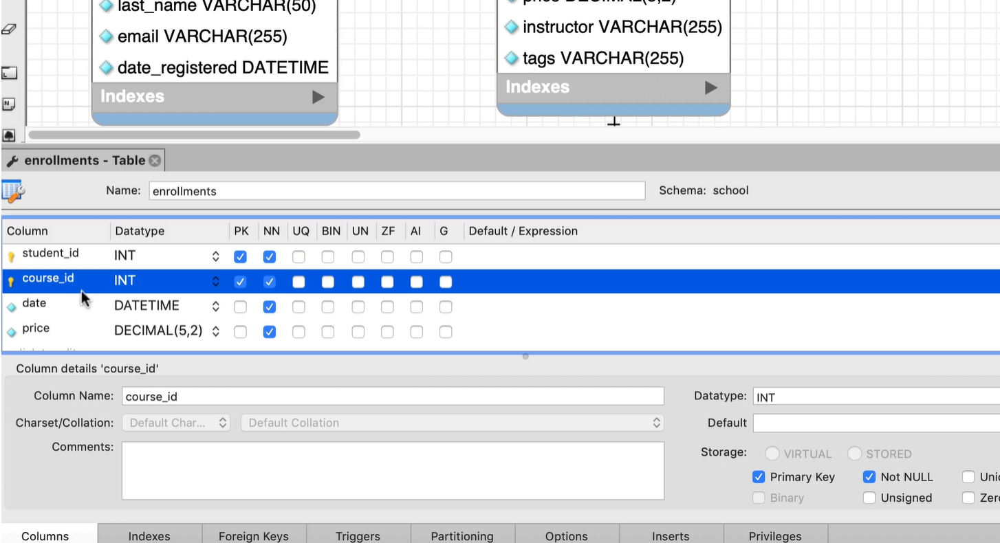 last_name VARCHAR(50)
email VARCHAR(255)
date_registered DATETIME
Indexes
price DECIMAL(5,2)
instructor VARCHAR(255)
tags VARCHAR(255)
Indexes
enrollments - Table
Name: enrollments Schema: school
Column Datatype PK NN UQ BIN UN ZF AI G Default / Expression
student_id INT
course_id INT
date DATETIME
price DECIMAL(5,2)
Column details 'course_id'
Column Name: course_id Datatype: INT
Charset/Collation: Default Char... Default Collation Default
Comments: Storage: VIRTUAL STORED
Primary Key Not NULL
Binary Unsigned
Columns Indexes Foreign Keys Triggers Partitioning Options Inserts Privileges